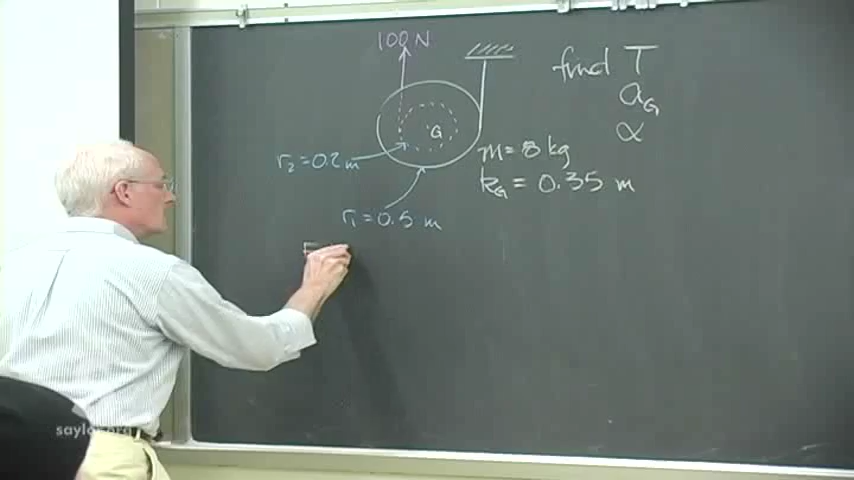 100 N
find T
a_G
α
G
r₂ = 0.2 m
m = 8 kg
k_G = 0.35 m
r₁ = 0.5 m
saylor.org